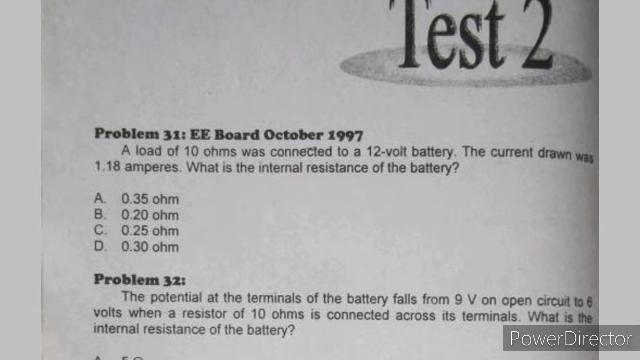 Test 2
Problem 31: EE Board October 1997
A load of 10 ohms was connected to a 12-volt battery. The current drawn was
1.18 amperes. What is the internal resistance of the battery?
A. 0.35 ohm
B. 0.20 ohm
C. 0.25 ohm
D. 0.30 ohm
Problem 32:
The potential at the terminals of the battery falls from 9 V on open circuit to 6
volts when a resistor of 10 ohms is connected across its terminals. What is the
internal resistance of the battery?
PowerDirector